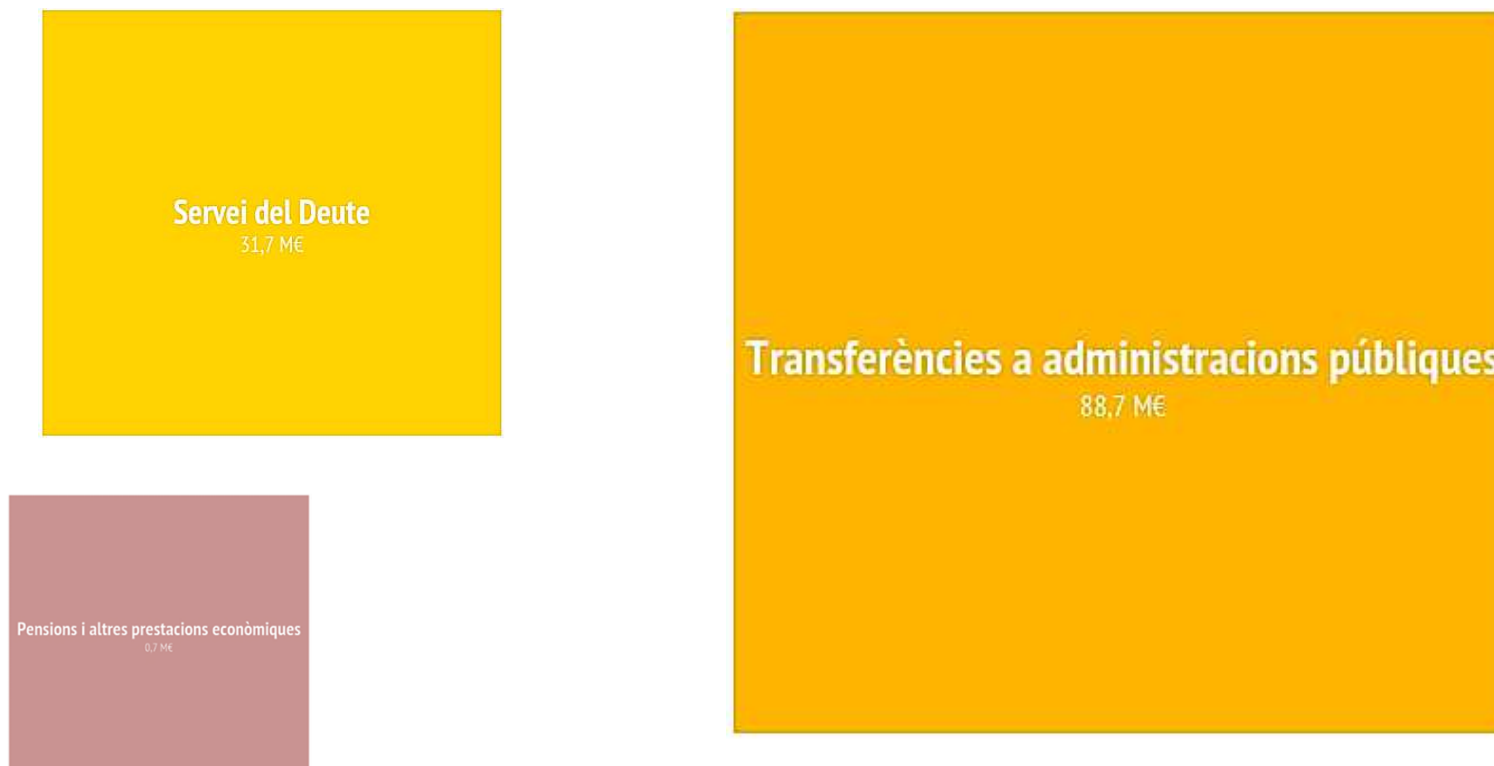 Servei del Deute
31,7 M€
Transferències a administracions públiques
88,7 M€
Pensions i altres prestacions econòmiques
0,7 M€